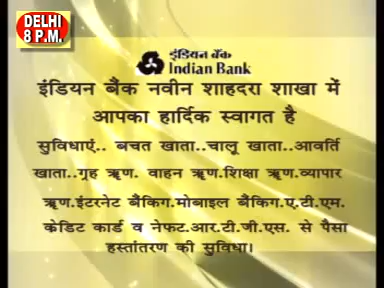 DELHI
8 P.M.
इंडियन बैंक
Indian Bank
इंडियन बैंक नवीन शाहदरा शाखा में
आपका हार्दिक स्वागत है
सुविधाएं.. बचत खाता..चालू खाता..आवर्ति
खाता..गृह ऋण. वाहन ऋण.शिक्षा ऋण.व्यापार
ऋण.इंटरनेट बैंकिग.मोबाइल बैंकिग.ए.टी.एम.
केडिट कार्ड व नेफट.आर.टी.जी.एस. से पैसा
हस्तांतरण की सुविधा।